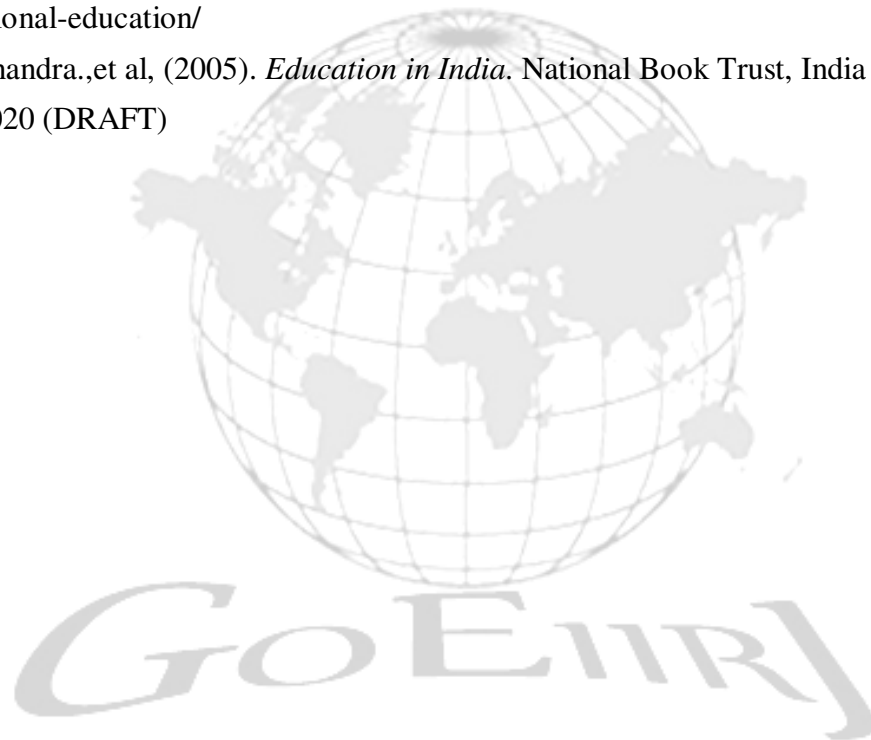 onal-education/
handra.,et al, (2005). Education in India. National Book Trust, India
020 (DRAFT)
GOEIIRJ